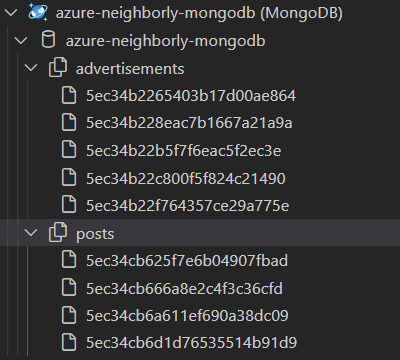 azure-neighborly-mongodb (MongoDB)
azure-neighborly-mongodb
advertisements
5ec34b2265403b17d00ae864
5ec34b228eac7b1667a21a9a
5ec34b22b5f7f6eac5f2ec3e
5ec34b22c800f5f824c21490
5ec34b22f764357ce29a775e
posts
5ec34cb625f7e6b04907fbad
5ec34cb666a8e2c4f3c36cfd
5ec34cb6a611ef690a38dc09
5ec34cb6d1d76535514b91d9